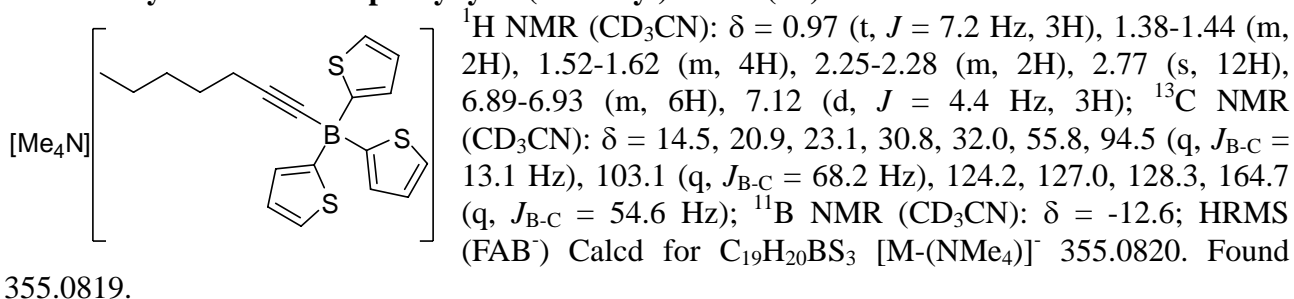 ¹H NMR (CD₃CN): δ = 0.97 (t, J = 7.2 Hz, 3H), 1.38-1.44 (m,
2H), 1.52-1.62 (m, 4H), 2.25-2.28 (m, 2H), 2.77 (s, 12H),
6.89-6.93 (m, 6H), 7.12 (d, J = 4.4 Hz, 3H); ¹³C NMR
(CD₃CN): δ = 14.5, 20.9, 23.1, 30.8, 32.0, 55.8, 94.5 (q, J_B-C =
13.1 Hz), 103.1 (q, J_B-C = 68.2 Hz), 124.2, 127.0, 128.3, 164.7
(q, J_B-C = 54.6 Hz); ¹¹B NMR (CD₃CN): δ = -12.6; HRMS
(FAB⁻) Calcd for C₁₉H₂₀BS₃ [M-(NMe₄)]⁻ 355.0820. Found
355.0819.
[Me₄N]
S
B
S
S